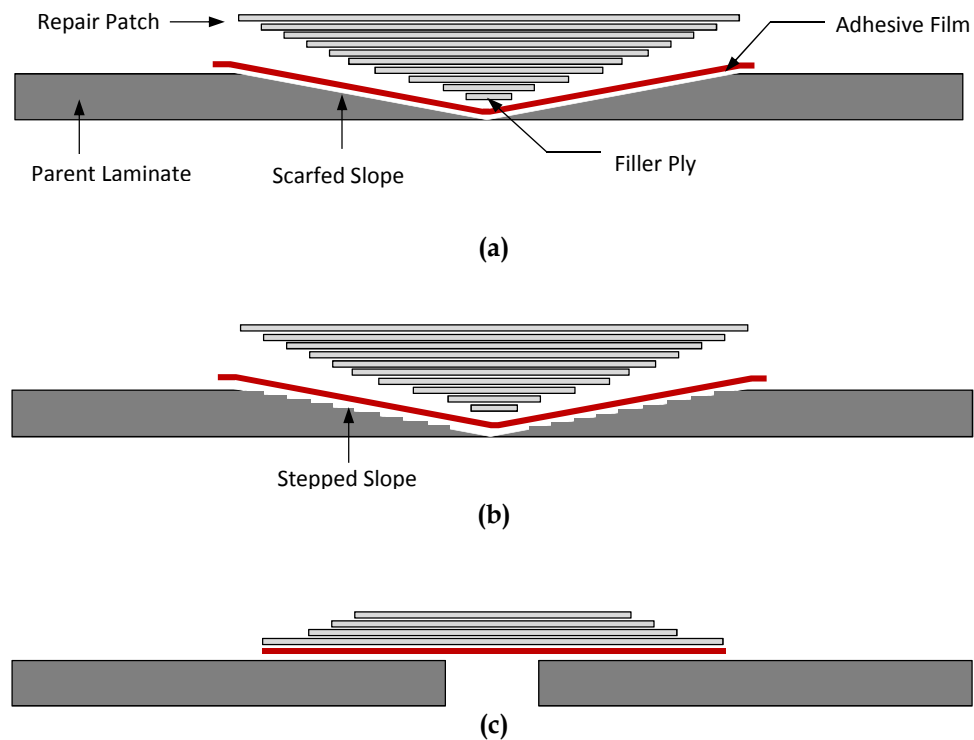 Repair Patch
Adhesive Film
Parent Laminate
Scarfed Slope
Filler Ply
(a)
Stepped Slope
(b)
(c)